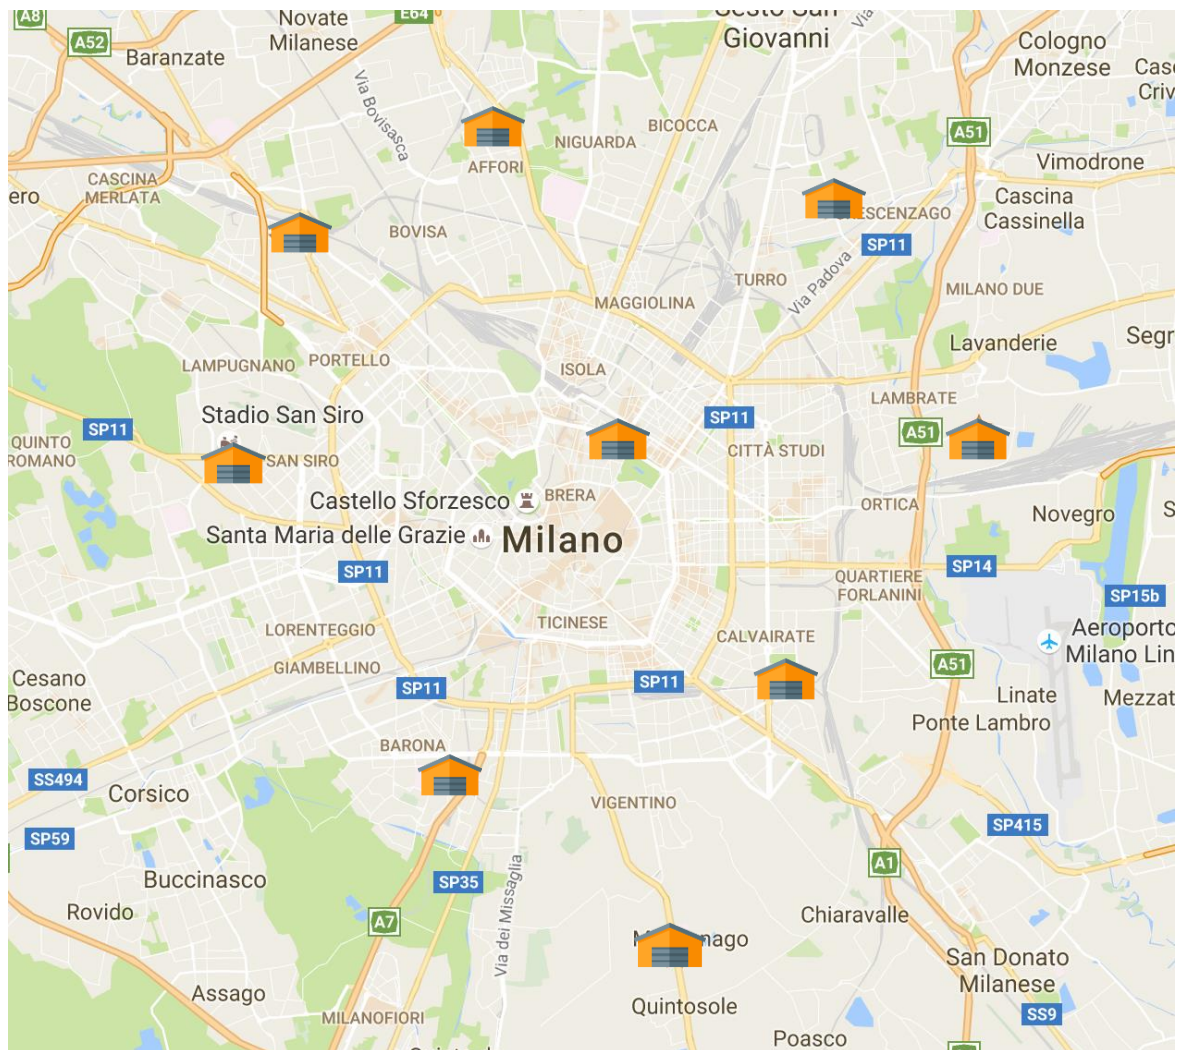 A8
E64
Novate
Milanese
Giovanni
Via
A52
Baranzate
Cologno
Monzese
Via Bovisasca
BICOCCA
A51
NIGUARDA
AFFORI
Vimodrone
CASCINA
MERLATA
ero
Cascina
Cassinella
ESCENZAGO
BOVISA
SP11
TURRO
Via Padova
MILANO DUE
MAGGIOLINA
Lavanderie
Segr
LAMPUGNANO
PORTELLO
ISOLA
LAMBRATE
Stadio San Siro
SP11
SP11
A51
QUINTO
ROMANO
SAN SIRO
CITTÀ STUDI
Castello Sforzesco
BRERA
ORTICA
Novegro
S
Santa Maria delle Grazie
Milano
SP11
SP14
QUARTIERE
FORLANINI
SP15b
TICINESE
LORENTEGGIO
CALVAIRATE
Aeroporto
Milano Lin
GIAMBELLINO
A51
Cesano
Boscone
SP11
SP11
Linate
Mezzat
Ponte Lambro
BARONA
SS494
Corsico
VIGENTINO
SP415
SP59
A1
Buccinasco
SP35
Via dei Missaglia
Rovido
A7
Chiaravalle
nago
San Donato
Milanese
Assago
Quintosole
MILANOFIORI
SS9
Poasco